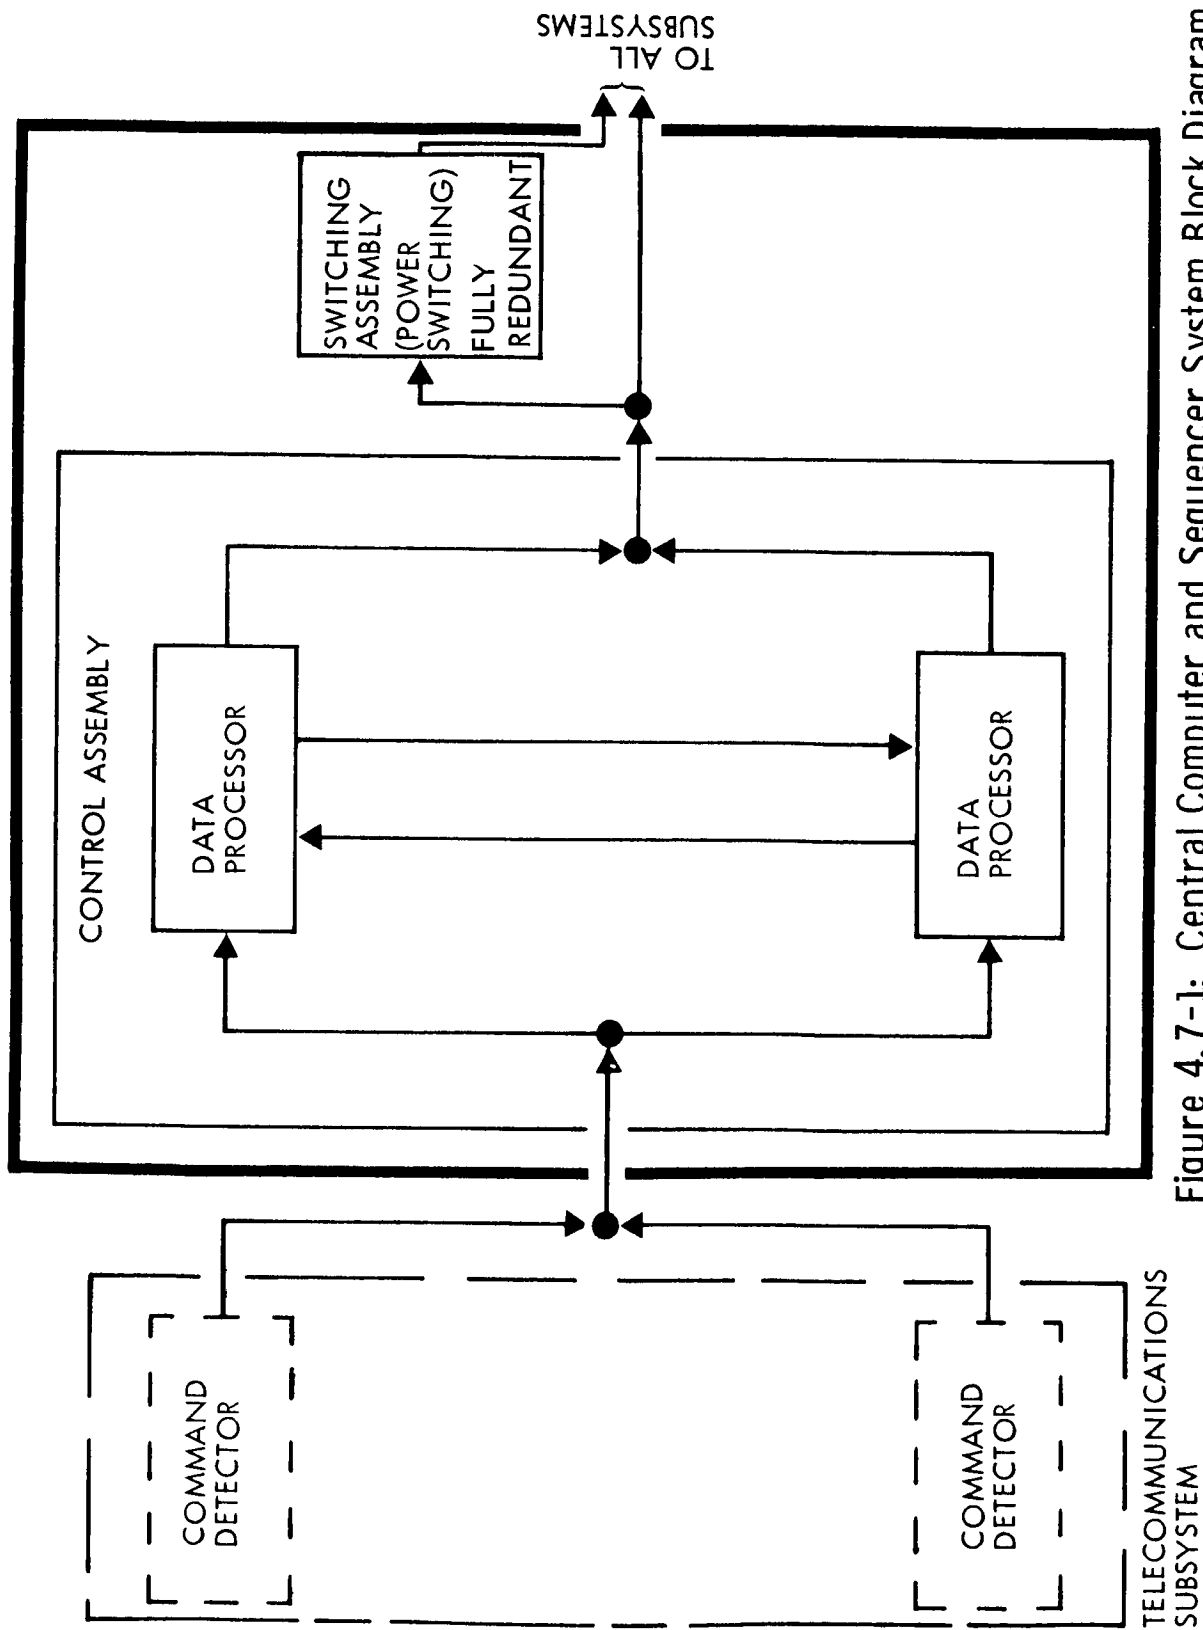 TELECOMMUNICATIONS
SUBSYSTEM
COMMAND
DETECTOR
COMMAND
DETECTOR
CONTROL ASSEMBLY
DATA
PROCESSOR
DATA
PROCESSOR
SWITCHING
ASSEMBLY
(POWER
SWITCHING)
FULLY
REDUNDANT
TO ALL
SUBSYSTEMS
Figure 4.7-1: Central Computer and Sequencer System Block Diagram